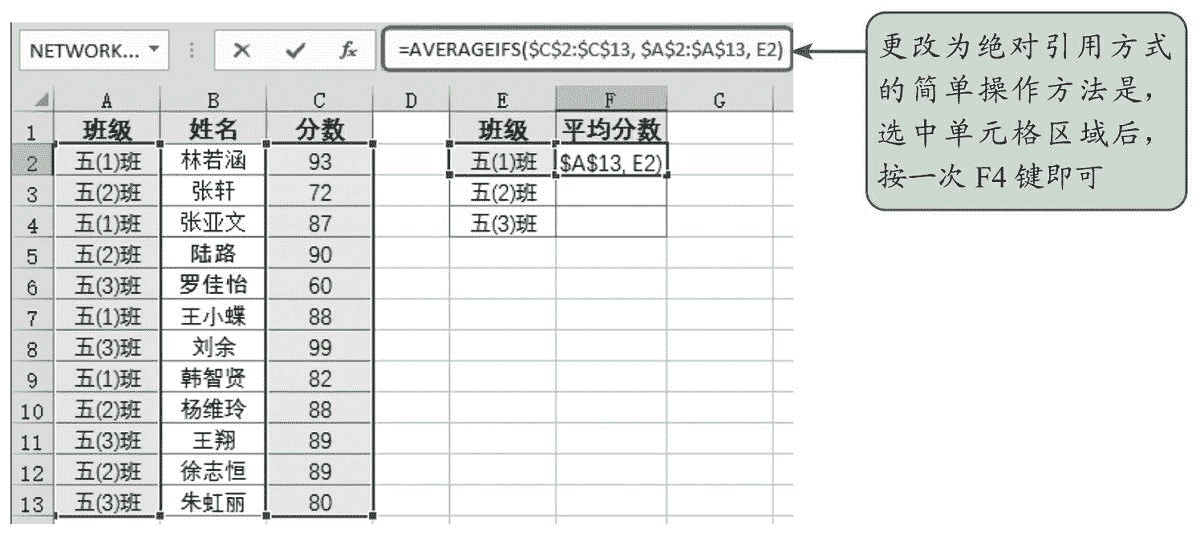 NETWORK... =AVERAGEIFS($C$2:$C$13, $A$2:$A$13, E2)
更改为绝对引用方式
的简单操作方法是，
选中单元格区域后，
按一次 F4 键即可
A B C D E F G
1 班级 姓名 分数 班级 平均分数
2 五(1)班 林若涵 93 五(1)班 $A$13, E2)
3 五(2)班 张轩 72 五(2)班
4 五(1)班 张亚文 87 五(3)班
5 五(2)班 陆路 90
6 五(3)班 罗佳怡 60
7 五(1)班 王小蝶 88
8 五(3)班 刘余 99
9 五(1)班 韩智贤 82
10 五(2)班 杨维玲 88
11 五(3)班 王翔 89
12 五(2)班 徐志恒 89
13 五(3)班 朱虹丽 80